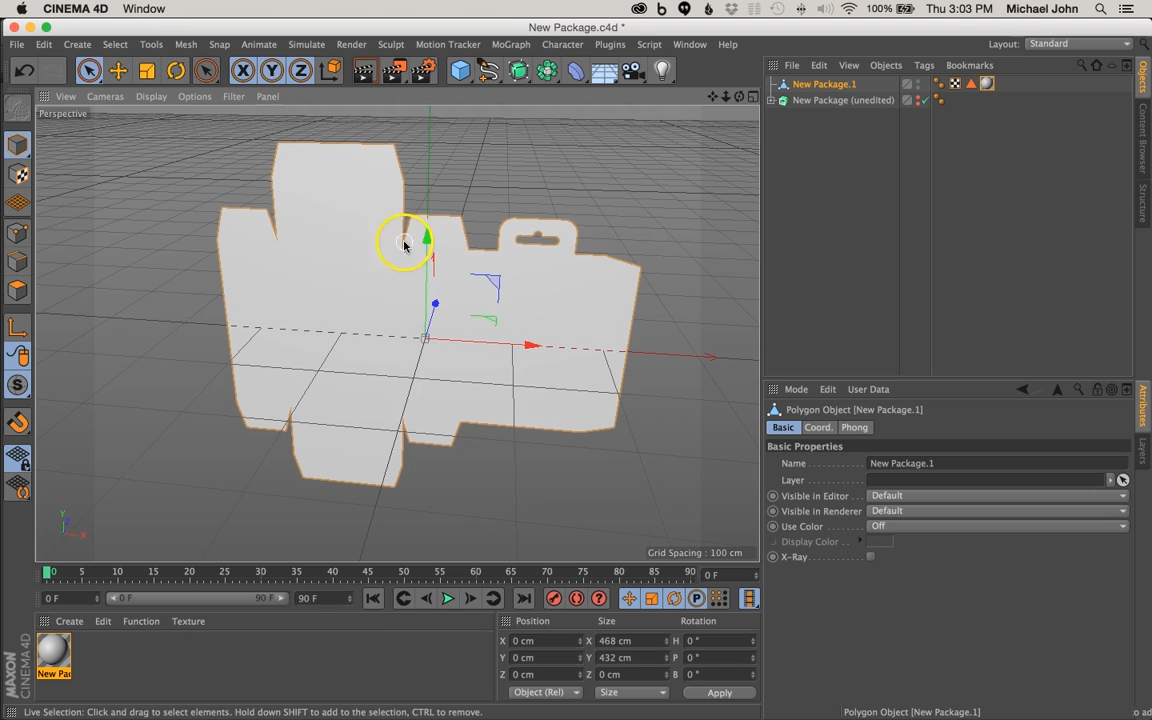 CINEMA 4D Window 100% Thu 3:03 PM Michael John
New Package.c4d *
File Edit Create Select Tools Mesh Snap Animate Simulate Render Sculpt Motion Tracker MoGraph Character Plugins Script Window Help Layout: Standard
X Y Z
File Edit View Objects Tags Bookmarks
View Cameras Display Options Filter Panel
Perspective
New Package.1
New Package (unedited)
Objects
Content Browser
Structure
Mode Edit User Data
Polygon Object [New Package.1]
Basic Coord. Phong
Basic Properties
Name New Package.1
Layer
Visible in Editor Default
Visible in Renderer Default
Use Color Off
Display Color
X-Ray
Attributes
Layers
Y
X
Grid Spacing : 100 cm
0 5 10 15 20 25 30 35 40 45 50 55 60 65 70 75 80 85 90 0 F
0 F 0 F 90 F 90 F
Create Edit Function Texture
New Pac
MAXON
CINEMA 4D
Position Size Rotation
X 0 cm X 468 cm H 0 °
Y 0 cm Y 432 cm P 0 °
Z 0 cm Z 0 cm B 0 °
Object (Rel) Size Apply
Live Selection: Click and drag to select elements. Hold down SHIFT to add to the selection, CTRL to remove. Polygon Object [New Package.1]